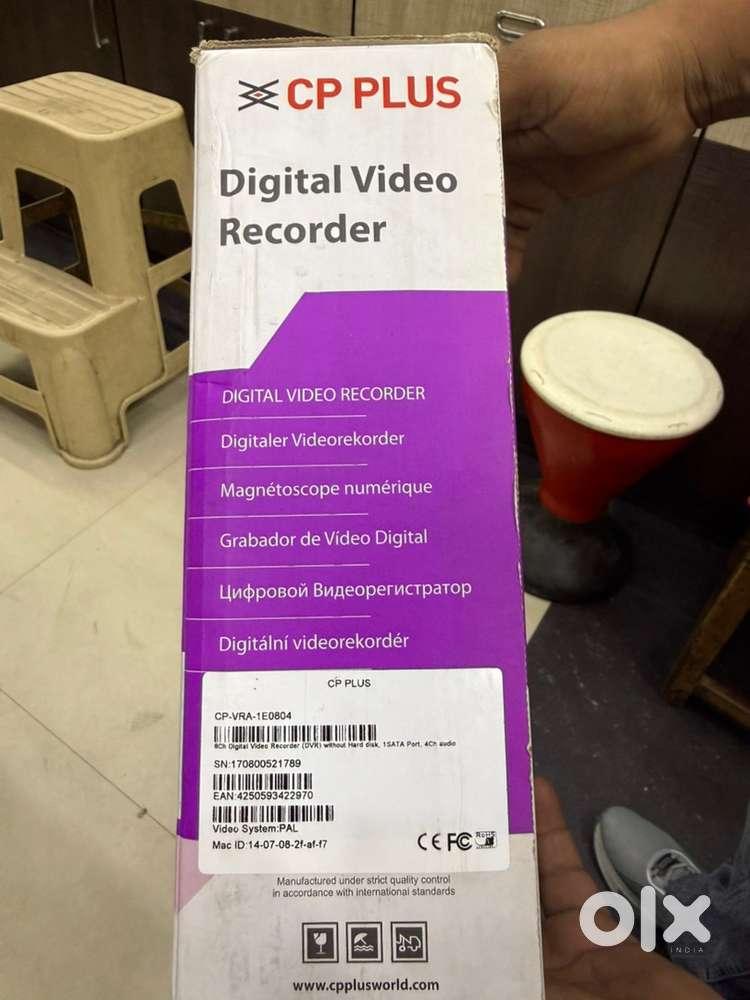 CP PLUS
Digital Video
Recorder
DIGITAL VIDEO RECORDER
Digitaler Videorekorder
Magnétoscope numérique
Grabador de Vídeo Digital
Цифровой Видеорегистратор
Digitální videorekordér
CP PLUS
CP-VRA-1E0804
8Ch Digital Video Recorder (DVR) without Hard disk, 1SATA Port, 4Ch audio
SN:170800521789
EAN:4250593422970
Video System:PAL
Mac ID:14-07-08-2f-af-f7
CE FC RoHS
Manufactured under strict quality control
in accordance with international standards
www.cpplusworld.com
olx
INDIA